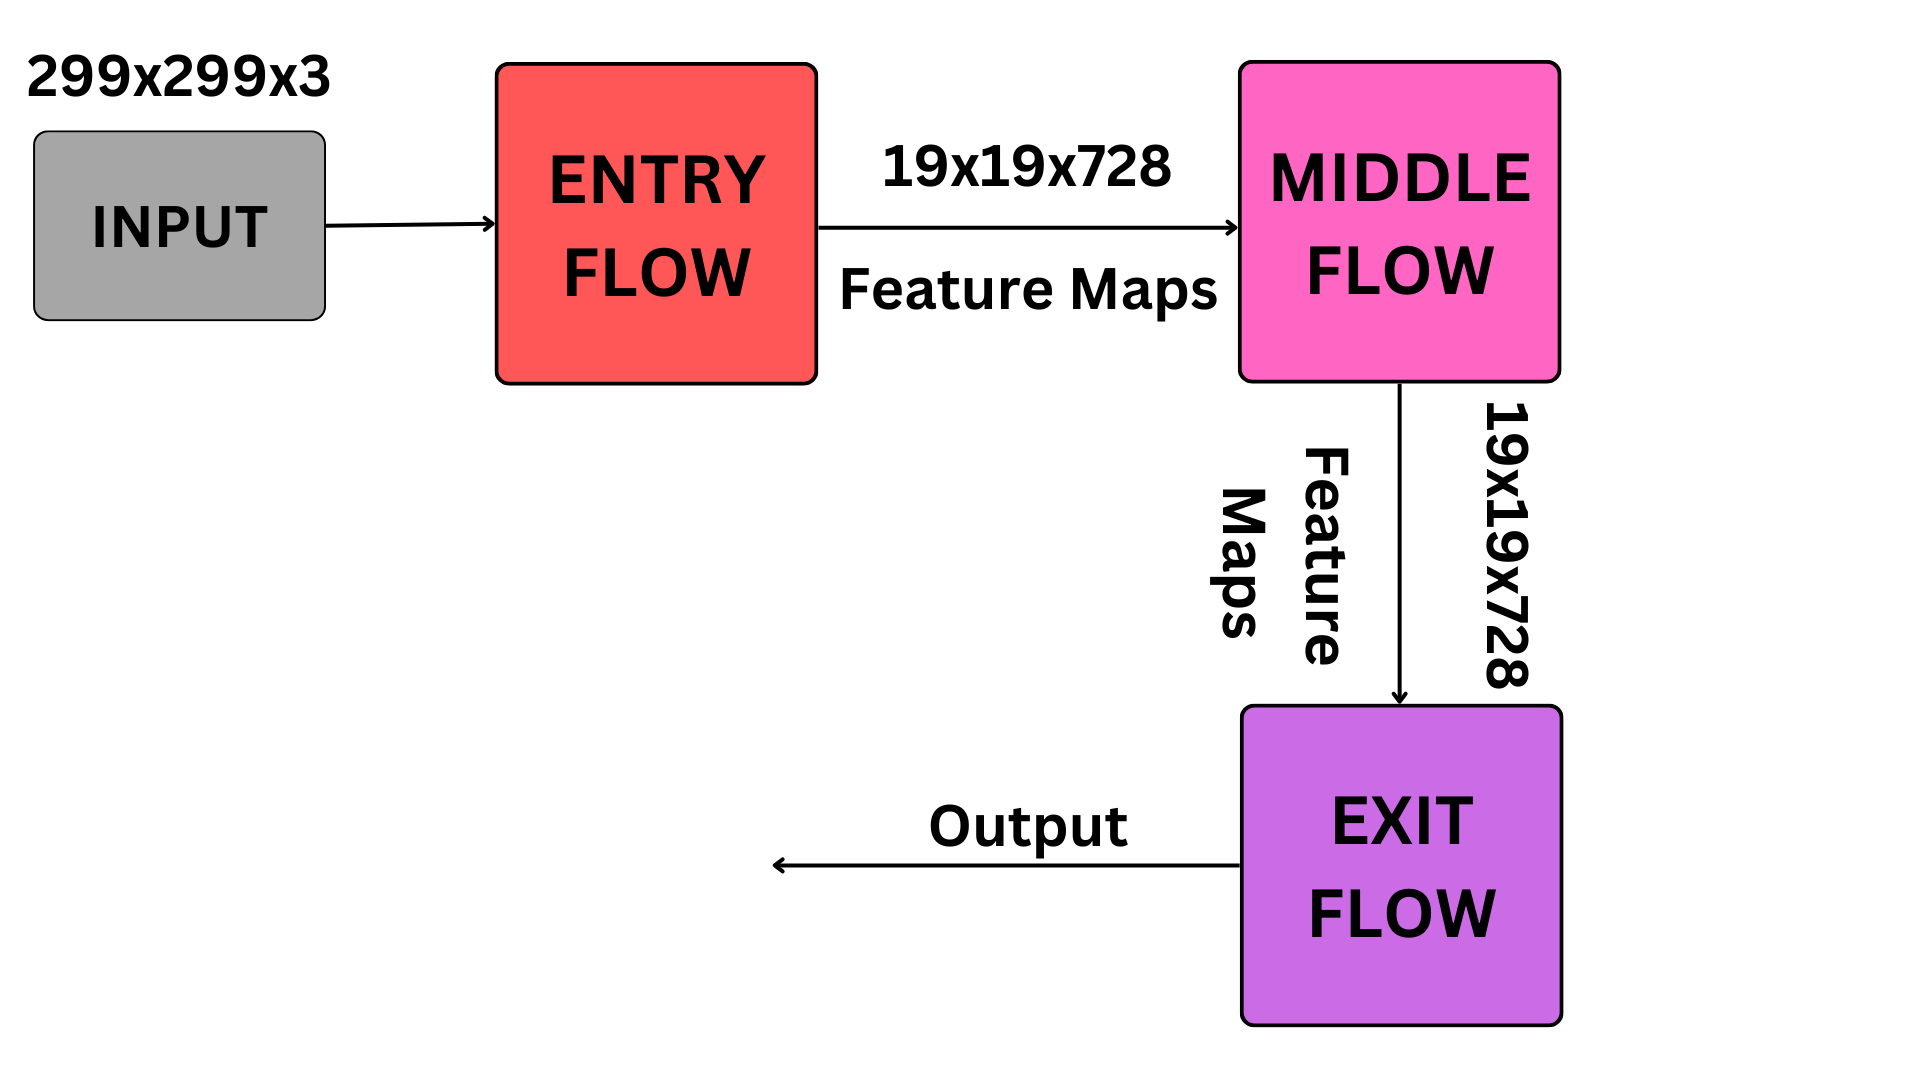 299x299x3
INPUT
ENTRY
FLOW
19x19x728
Feature Maps
MIDDLE
FLOW
19x19x728
Feature
Maps
EXIT
FLOW
Output